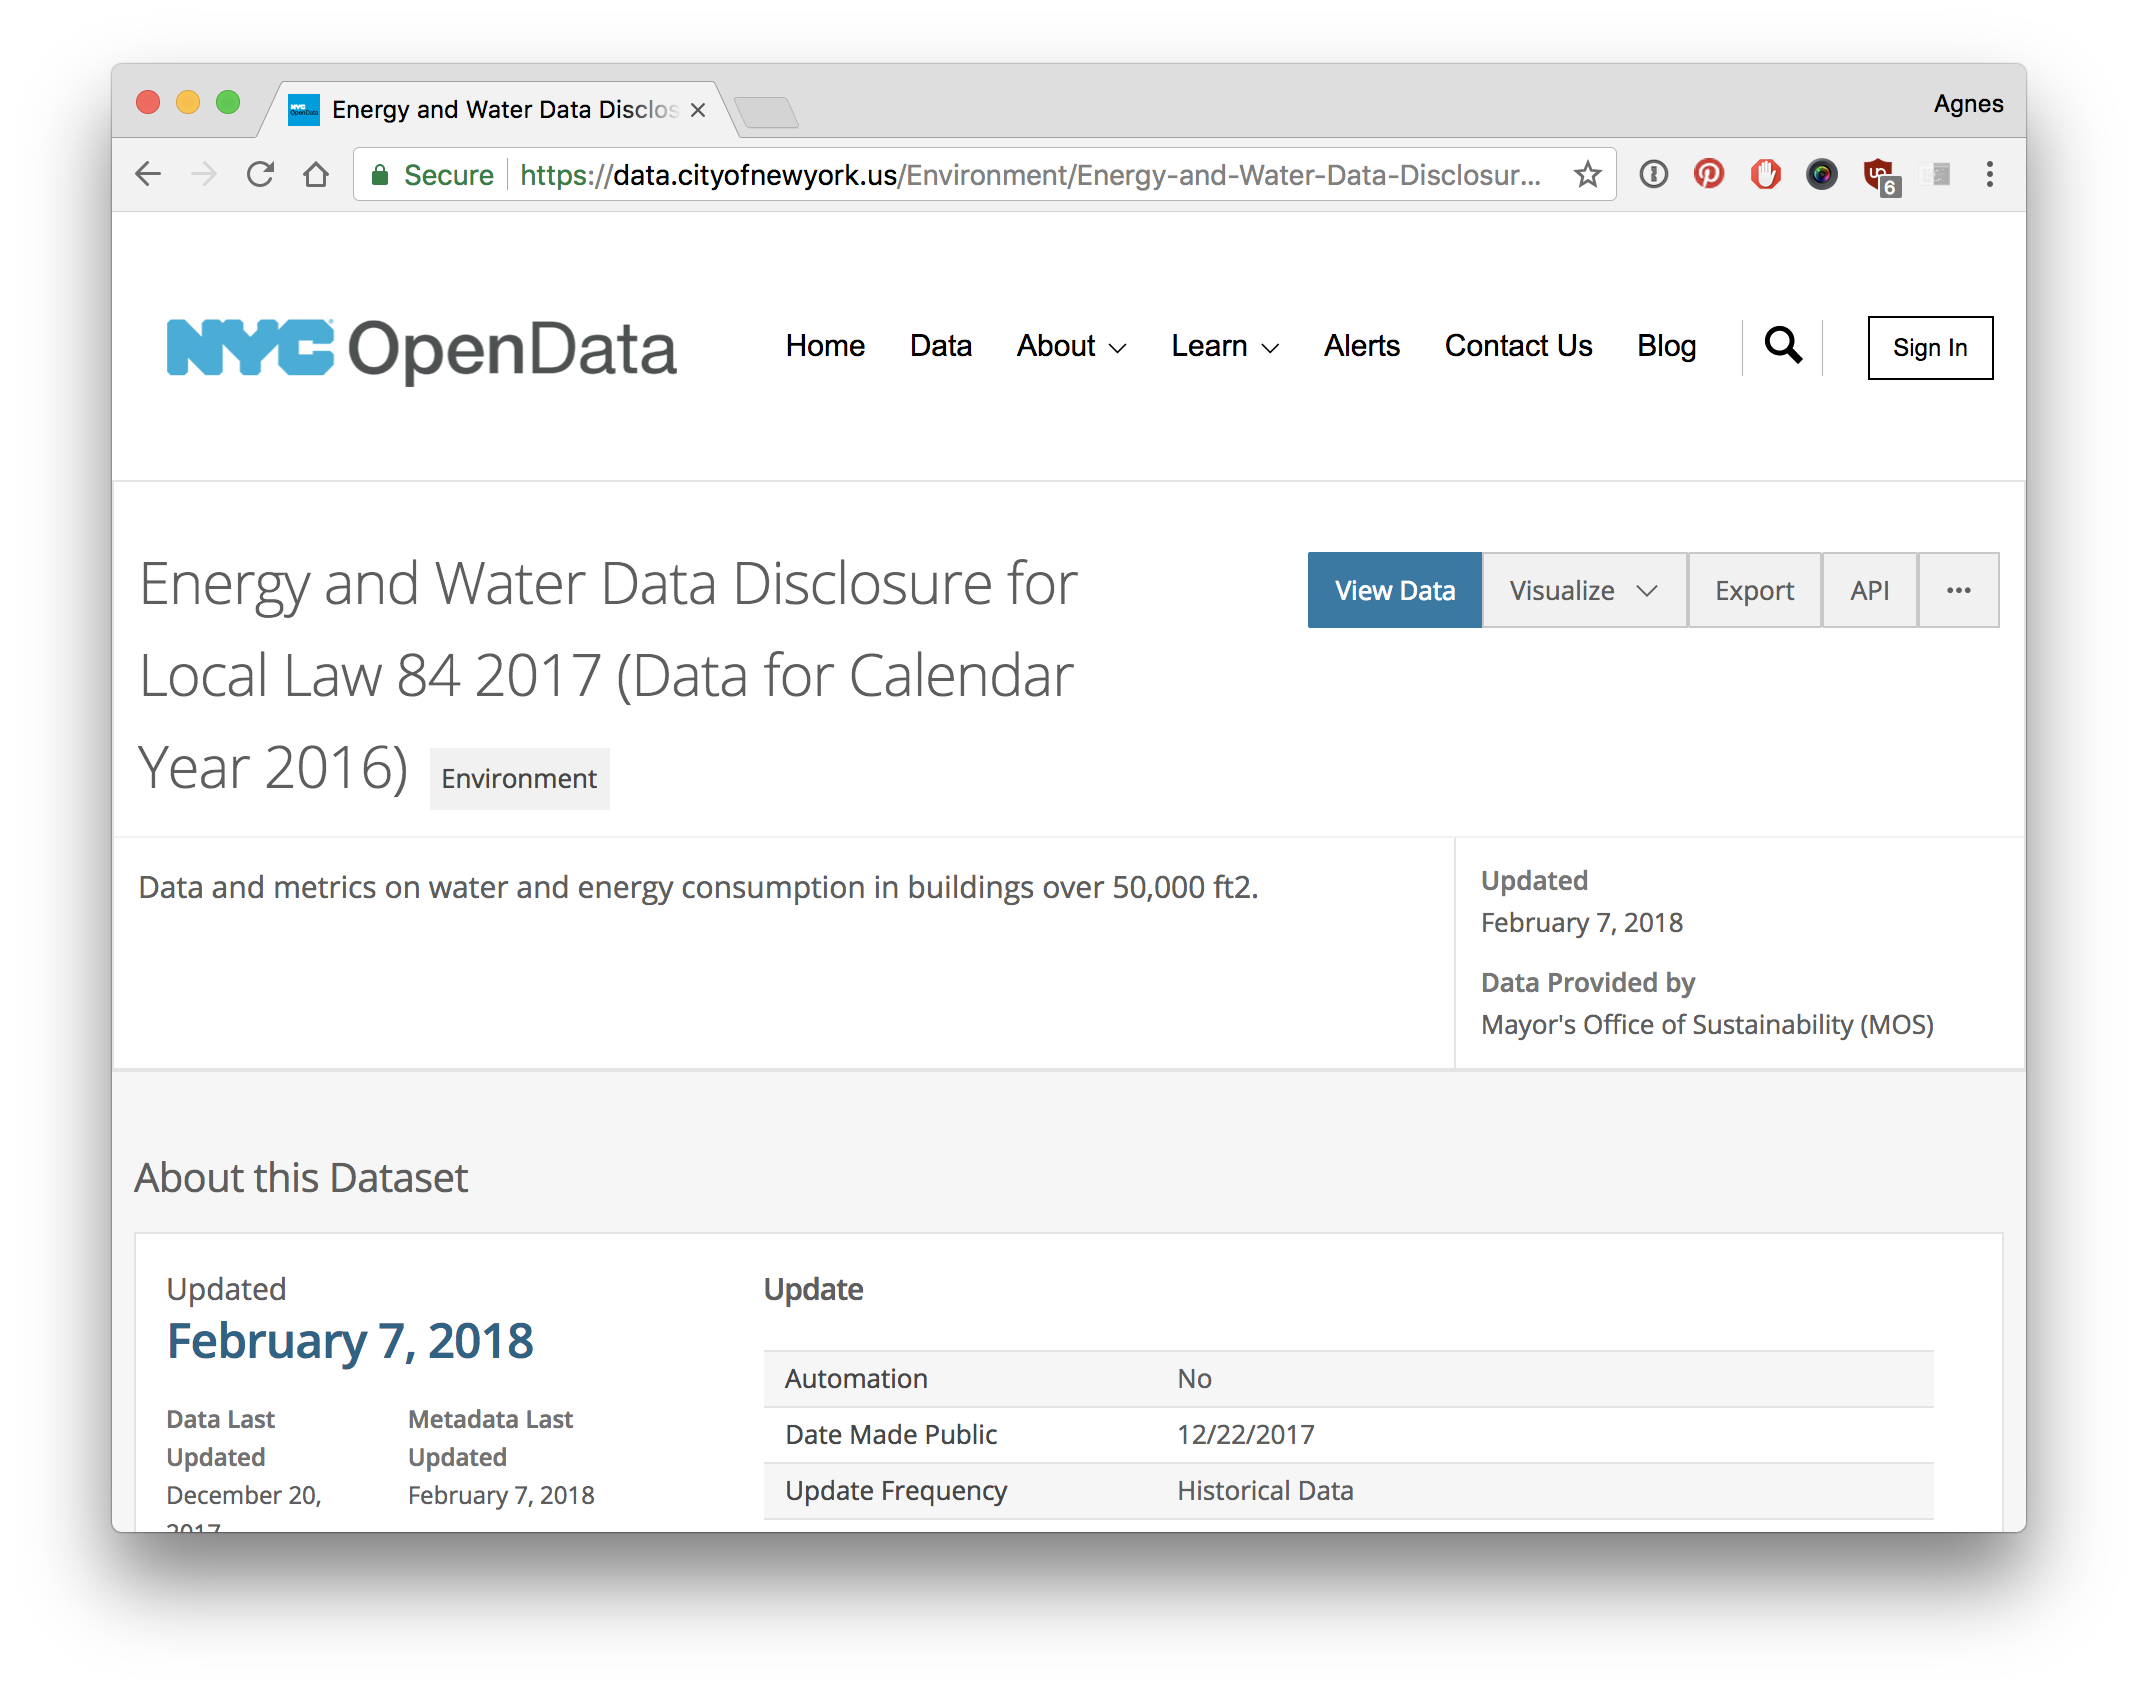 Energy and Water Data Disclos
Agnes
Secure https://data.cityofnewyork.us/Environment/Energy-and-Water-Data-Disclosur...
6
NYC OpenData
Home Data About Learn Alerts Contact Us Blog Sign In
Energy and Water Data Disclosure for
Local Law 84 2017 (Data for Calendar
Year 2016) Environment
View Data Visualize Export API ...
Data and metrics on water and energy consumption in buildings over 50,000 ft2.
Updated
February 7, 2018
Data Provided by
Mayor's Office of Sustainability (MOS)
About this Dataset
Updated
February 7, 2018
Data Last
Updated
December 20,
2017
Metadata Last
Updated
February 7, 2018
Update
Automation No
Date Made Public 12/22/2017
Update Frequency Historical Data